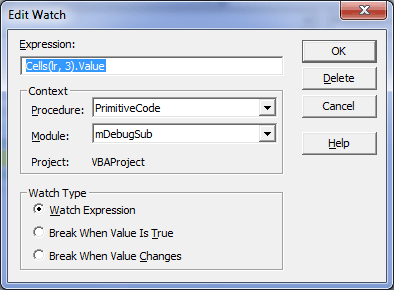 Edit Watch
Expression:
Cells(lr, 3).Value
OK
Delete
Cancel
Help
Context
Procedure: PrimitiveCode
Module: mDebugSub
Project: VBAProject
Watch Type
Watch Expression
Break When Value Is True
Break When Value Changes